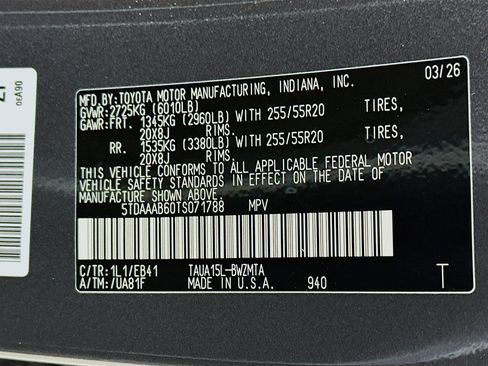 MFD.BY:TOYOTA MOTOR MANUFACTURING, INDIANA, INC. 03/26
GVWR:2725KG (6010LB)
GAWR:FRT. 1345KG (2960LB) WITH 255/55R20 TIRES,
20X8J RIMS.
RR. 1535KG (3380LB) WITH 255/55R20 TIRES,
20X8J RIMS.
THIS VEHICLE CONFORMS TO ALL APPLICABLE FEDERAL MOTOR
VEHICLE SAFETY STANDARDS IN EFFECT ON THE DATE OF
MANUFACTURE SHOWN ABOVE.
5TDAAAB60TS071788 MPV
C/TR:1L1/EB41 TAUA15L-BWZMTA
A/TM:/UA81F MADE IN U.S.A. 940 T